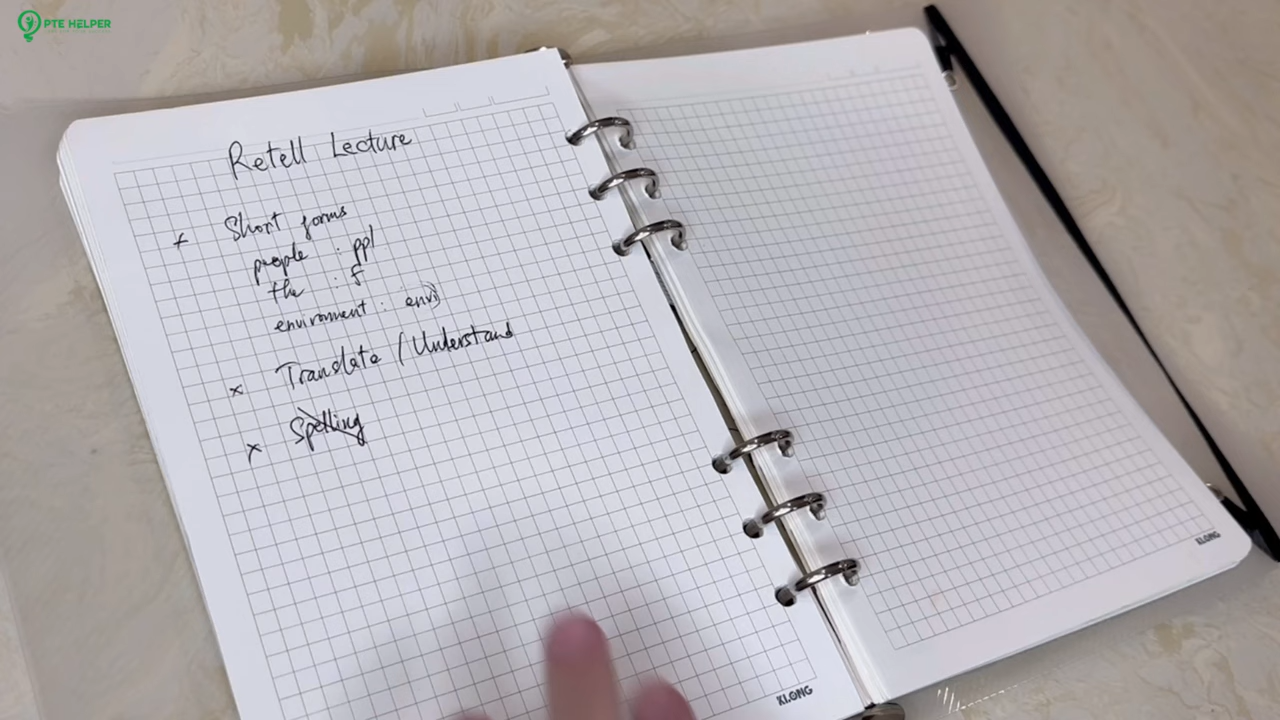 PTE HELPER
Retell Lecture
x Short forms
people : ppl
the : f
environment : envi
x Translate / Understand
x Spelling
KLONG
KLONG